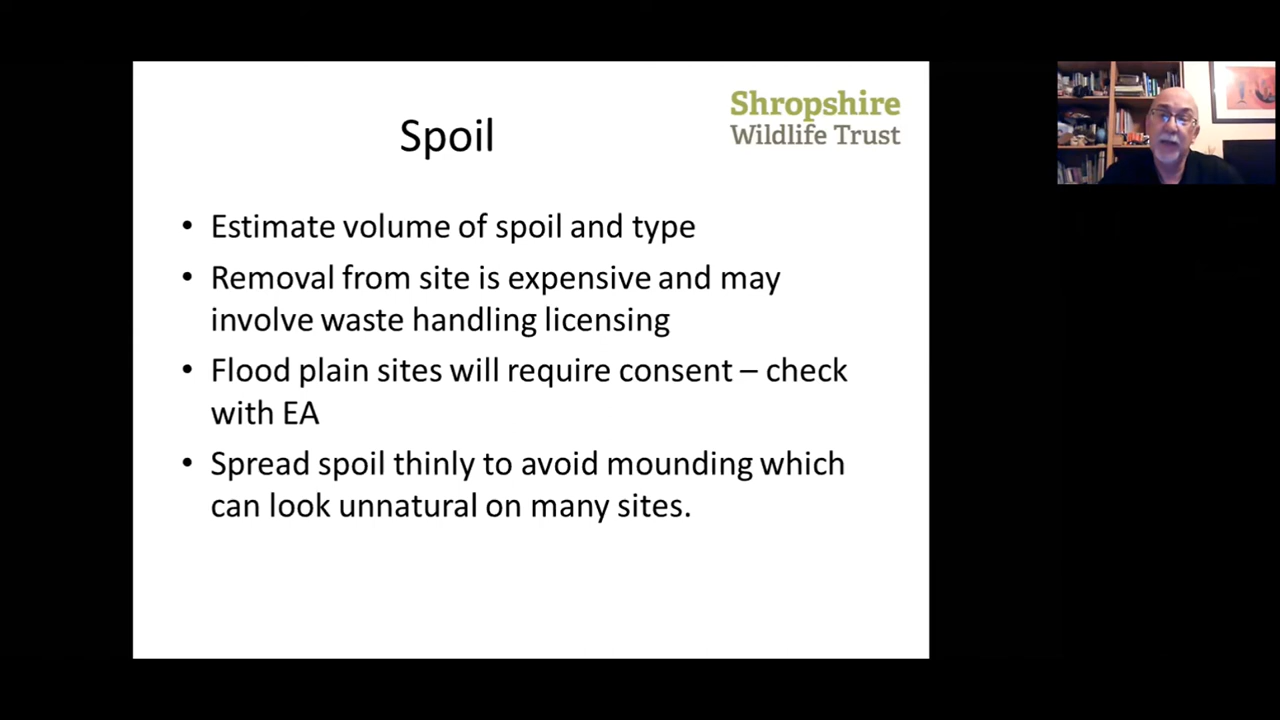 Shropshire
Wildlife Trust
Spoil
• Estimate volume of spoil and type
• Removal from site is expensive and may
involve waste handling licensing
• Flood plain sites will require consent – check
with EA
• Spread spoil thinly to avoid mounding which
can look unnatural on many sites.